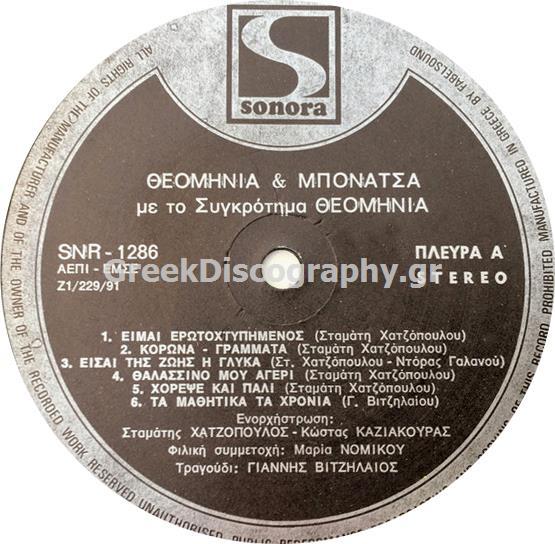 sonora
ΘΕΟΜΗΝΙΑ & ΜΠΟΝΑΤΣΑ
με το Συγκρότημα ΘΕΟΜΗΝΙΑ
SNR - 1286
ΑΕΠΙ - ΕΜΣΕ
Z1/229/91
ΠΛΕΥΡΑ Α΄
STEREO
GreekDiscography.gr
1. ΕΙΜΑΙ ΕΡΩΤΟΧΤΥΠΗΜΕΝΟΣ (Σταμάτη Χατζόπουλου)
2. ΚΟΡΩΝΑ - ΓΡΑΜΜΑΤΑ (Σταμάτη Χατζόπουλου)
3. ΕΙΣΑΙ ΤΗΣ ΖΩΗΣ Η ΓΛΥΚΑ (Στ. Χατζόπουλου - Ντόρας Γαλανού)
4. ΘΑΛΑΣΣΙΝΟ ΜΟΥ ΑΓΕΡΙ (Σταμάτη Χατζόπουλου)
5. ΧΟΡΕΨΕ ΚΑΙ ΠΑΛΙ (Σταμάτη Χατζόπουλου)
6. ΤΑ ΜΑΘΗΤΙΚΑ ΤΑ ΧΡΟΝΙΑ (Γ. Βιτζηλαίου)
Ενορχήστρωση:
Σταμάτης ΧΑΤΖΟΠΟΥΛΟΣ - Κώστας ΚΑΖΙΑΚΟΥΡΑΣ
Φιλική συμμετοχή: Μαρία ΝΟΜΙΚΟΥ
Τραγούδι: ΓΙΑΝΝΗΣ ΒΙΤΖΗΛΑΙΟΣ
ALL RIGHTS OF THE MANUFACTURER AND OF THE OWNER OF THE RECORDED WORK RESERVED UNAUTHORISED PUBLIC
RECORD PROHIBITED MANUFACTURED IN GREECE BY FABELSOUND